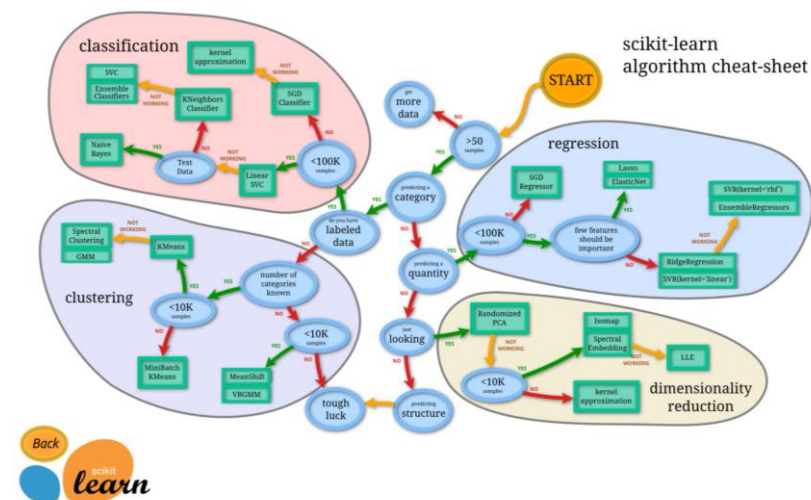 scikit-learn
algorithm cheat-sheet
START
>50
samples
get
more
data
NO
YES
predicting a
category
YES
NO
do you have
labeled
data
YES
NO
predicting a
quantity
YES
NO
just
looking
YES
NO
predicting
structure
tough
luck
classification
kernel
approximation
NOT
WORKING
SGD
Classifier
NO
<100K
samples
YES
Linear
SVC
NOT
WORKING
Text
Data
YES
Naive
Bayes
NO
KNeighbors
Classifier
NOT
WORKING
SVC
Ensemble
Classifiers
regression
<100K
samples
NO
SGD
Regressor
YES
few features
should be
important
YES
Lasso
ElasticNet
NO
RidgeRegression
SVR(kernel='linear')
NOT
WORKING
SVR(kernel='rbf')
EnsembleRegressors
clustering
number of
categories
known
YES
NO
<10K
samples
YES
KMeans
NOT
WORKING
Spectral
Clustering
GMM
NO
MiniBatch
KMeans
<10K
samples
YES
MeanShift
VBGMM
NO
dimensionality
reduction
Randomized
PCA
NOT
WORKING
<10K
samples
YES
Isomap
Spectral
Embedding
NOT
WORKING
LLE
NO
kernel
approximation
Back
scikit
learn